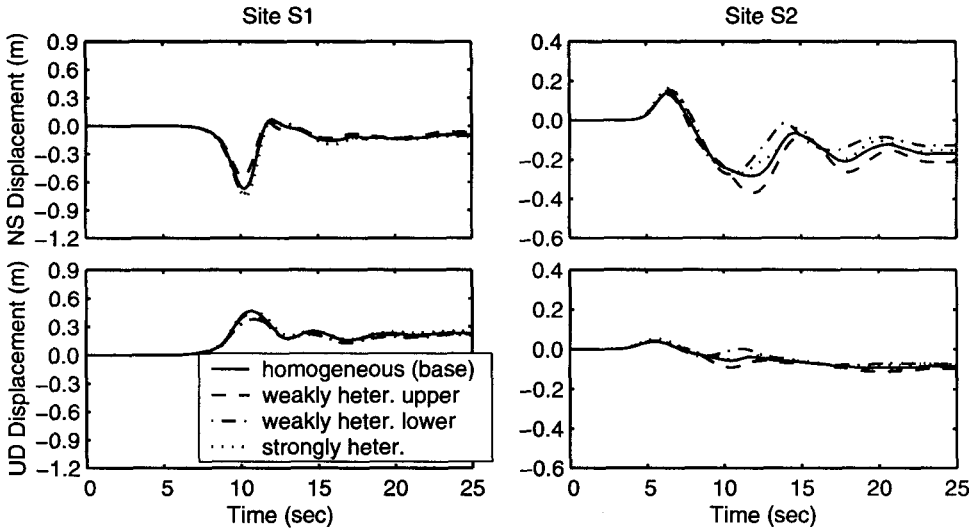 Site S1
Site S2
NS Displacement (m)
0.9
0.6
0.3
0.0
−0.3
−0.6
−0.9
−1.2
0.4
0.2
0.0
−0.2
−0.4
−0.6
UD Displacement (m)
0.9
0.6
0.3
0.0
−0.3
−0.6
−0.9
−1.2
homogeneous (base)
weakly heter. upper
weakly heter. lower
strongly heter.
0.4
0.2
0.0
−0.2
−0.4
−0.6
0 5 10 15 20 25
Time (sec)
0 5 10 15 20 25
Time (sec)